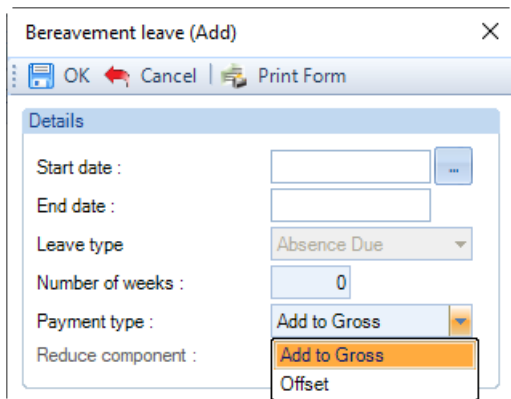 Bereavement leave (Add)
OK Cancel Print Form
Details
Start date : ...
End date :
Leave type Absence Due
Number of weeks : 0
Payment type : Add to Gross
Reduce component : Add to Gross
Offset